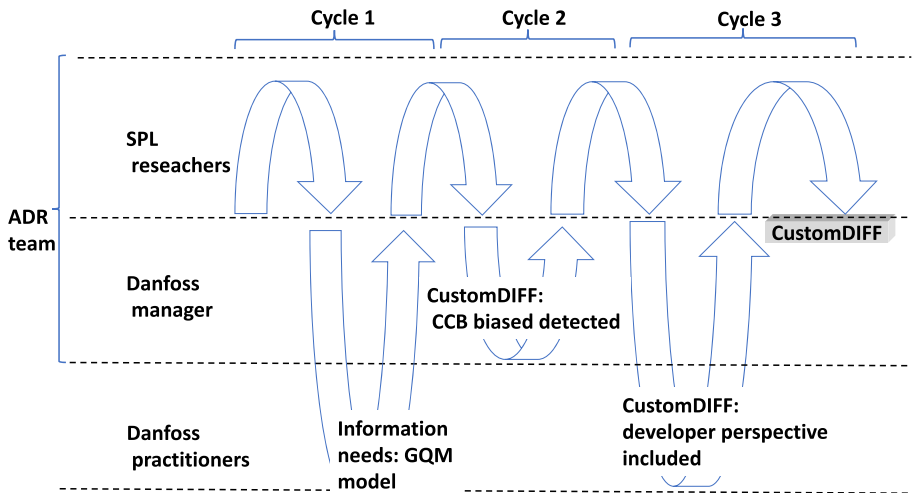 Cycle 1
Cycle 2
Cycle 3
SPL
reseachers
ADR
team
CustomDIFF
Danfoss
manager
CustomDIFF:
CCB biased detected
Danfoss
practitioners
Information
needs: GQM
model
CustomDIFF:
developer perspective
included